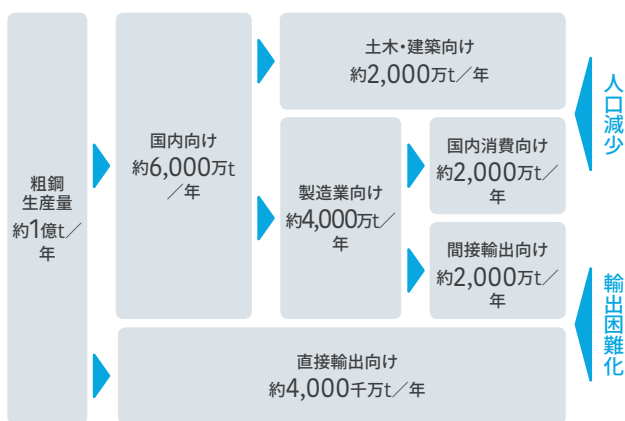 粗鋼
生産量
約1億t／
年
国内向け
約6,000万t
／年
土木・建築向け
約2,000万t／年
製造業向け
約4,000万t／
年
国内消費向け
約2,000万t／
年
間接輸出向け
約2,000万t／
年
直接輸出向け
約4,000千万t／年
人口減少
輸出困難化